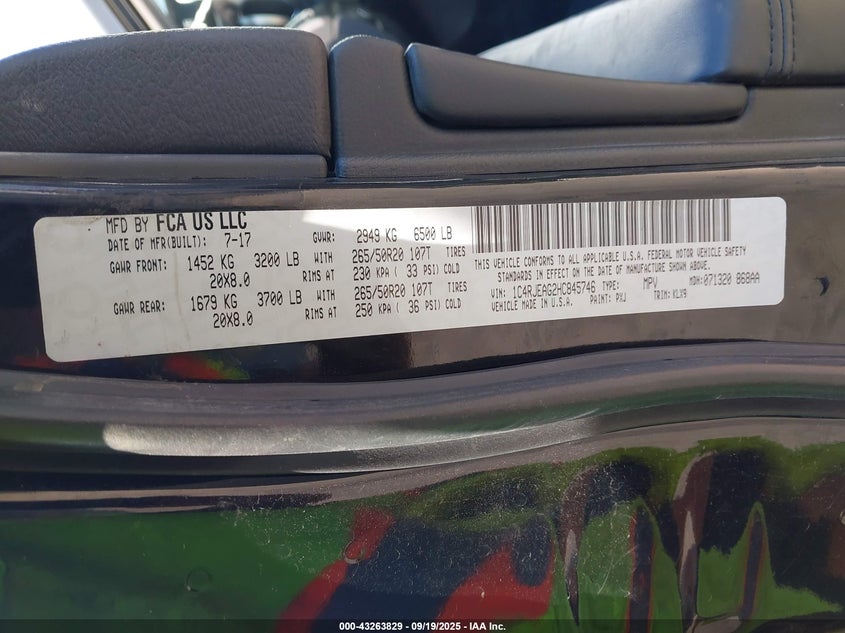 MFD BY FCA US LLC
DATE OF MFR(BUILT): 7-17 GVWR: 2949 KG 6500 LB
GAWR FRONT: 1452 KG 3200 LB WITH 265/50R20 107T TIRES
20X8.0 RIMS AT 230 KPA ( 33 PSI) COLD
GAWR REAR: 1679 KG 3700 LB WITH 265/50R20 107T TIRES
20X8.0 RIMS AT 250 KPA ( 36 PSI) COLD
THIS VEHICLE CONFORMS TO ALL APPLICABLE U.S.A. FEDERAL MOTOR VEHICLE SAFETY
STANDARDS IN EFFECT ON THE DATE OF MANUFACTURE SHOWN ABOVE.
VIN: 1C4RJEAG2HC845746 TYPE: MPV MDH:071320 868AA
VEHICLE MADE IN U.S.A. PAINT: PXJ TRIM: KLX9
000-43263829 - 09/19/2025 - IAA Inc.